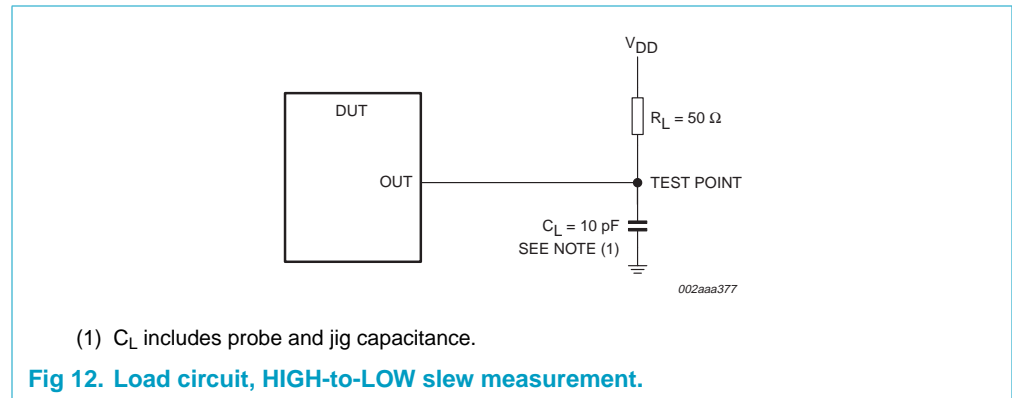 VDD
DUT
RL = 50 Ω
OUT
TEST POINT
CL = 10 pF
SEE NOTE (1)
002aaa377
(1) CL includes probe and jig capacitance.
Fig 12. Load circuit, HIGH-to-LOW slew measurement.